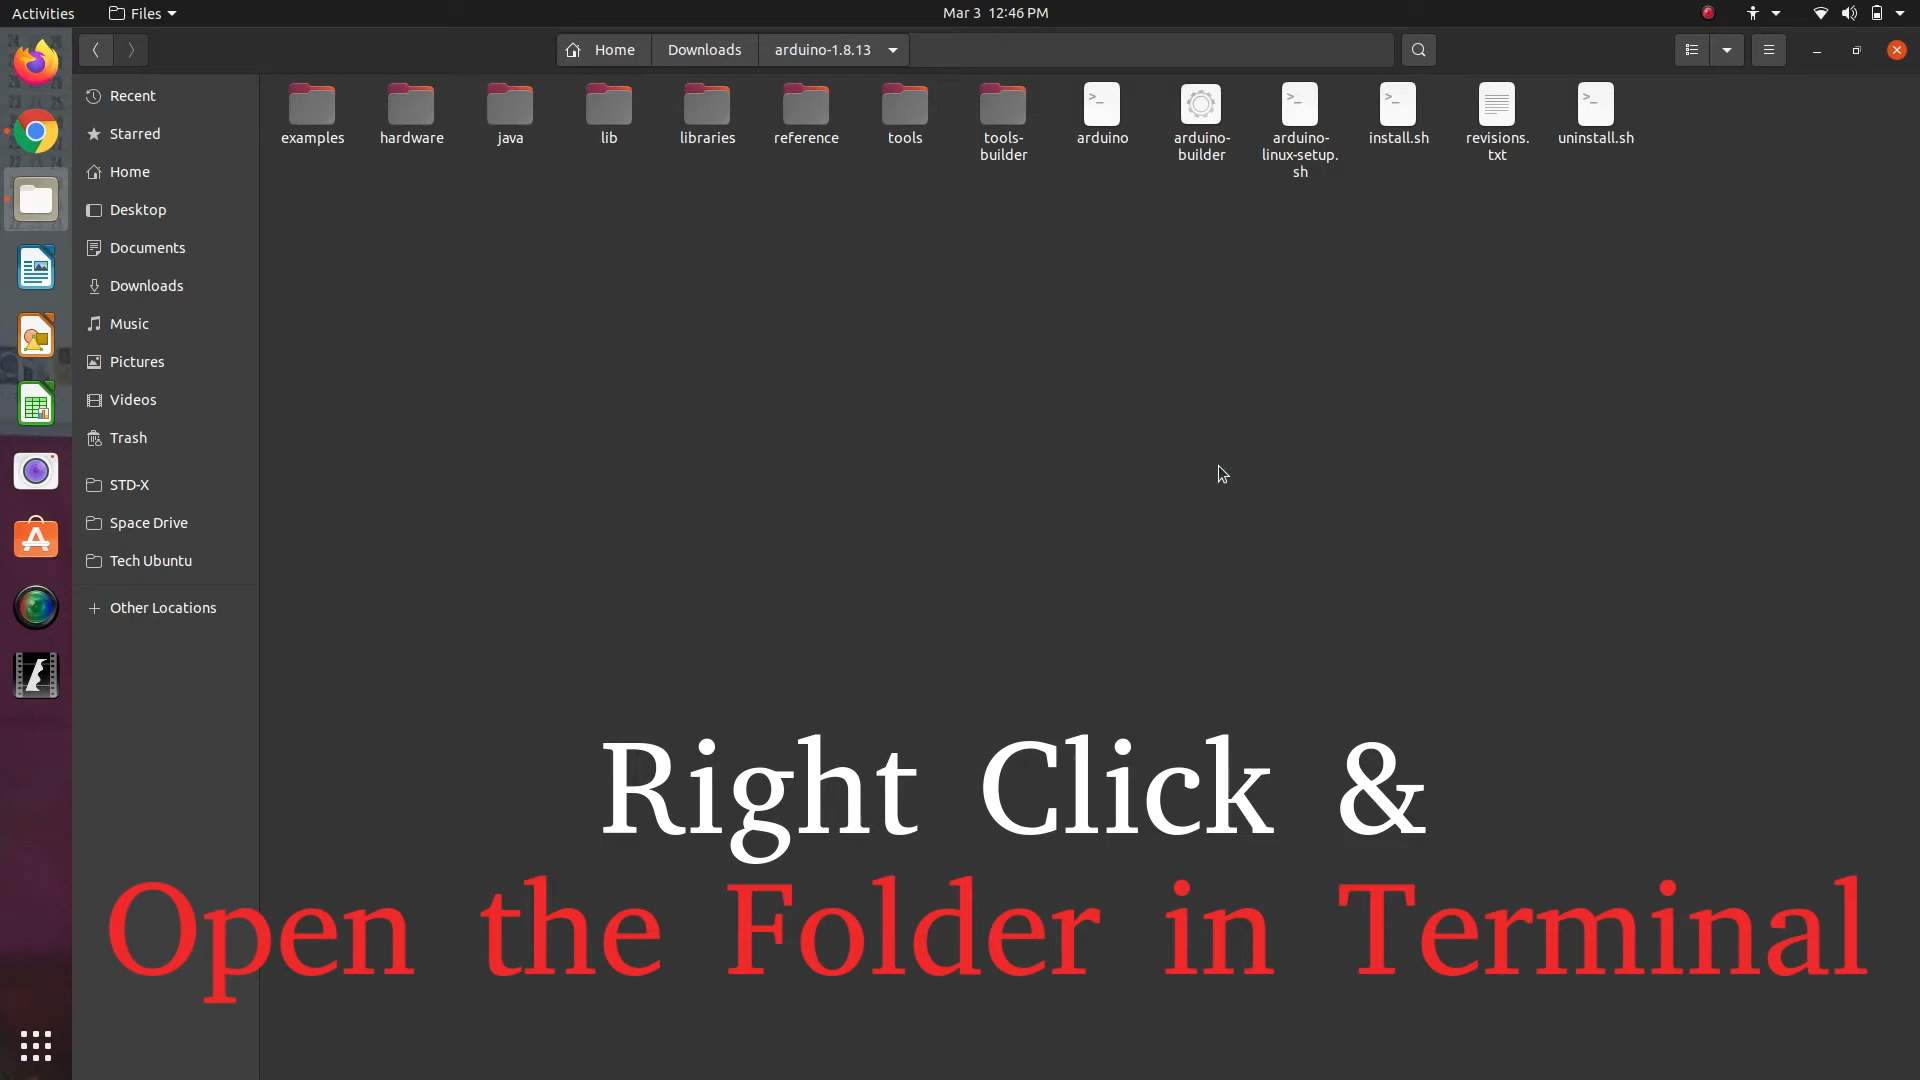 Activities
Files
Mar 3 12:46 PM
Home
Downloads
arduino-1.8.13
Recent
Starred
Home
Desktop
Documents
Downloads
Music
Pictures
Videos
Trash
STD-X
Space Drive
Tech Ubuntu
Other Locations
examples
hardware
java
lib
libraries
reference
tools
tools-
builder
arduino
arduino-
builder
arduino-
linux-setup.
sh
install.sh
revisions.
txt
uninstall.sh
Right Click &
Open the Folder in Terminal